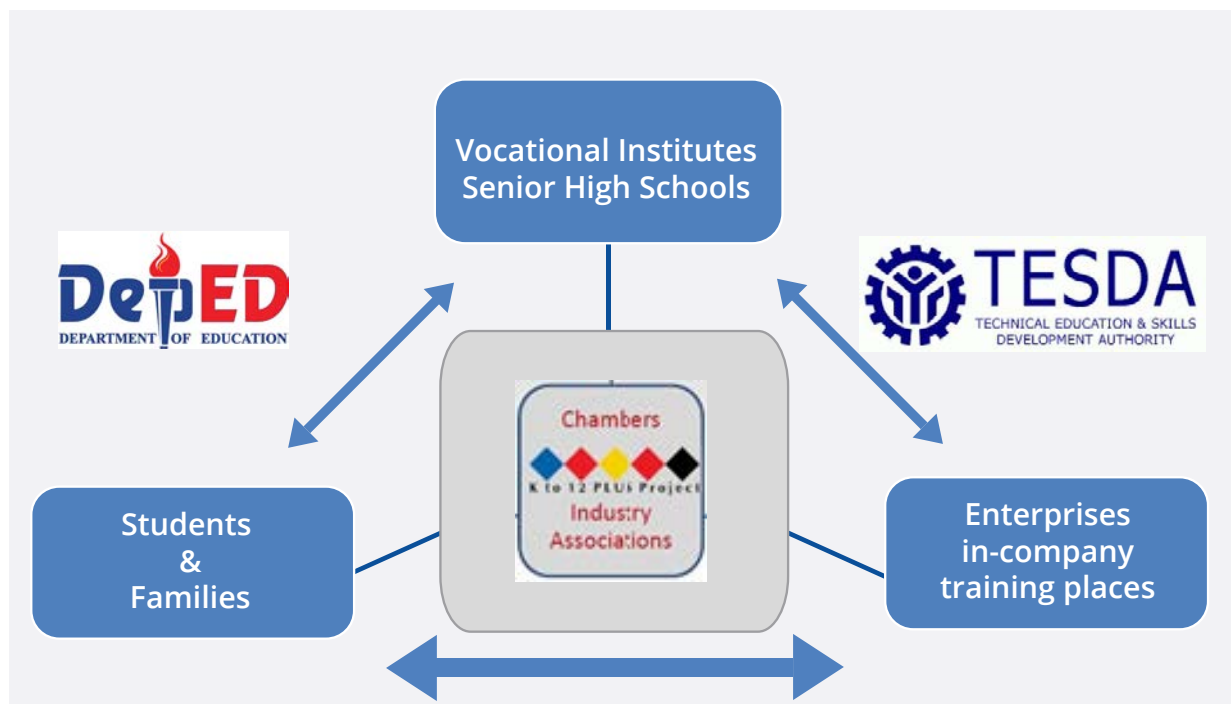 Vocational Institutes
Senior High Schools
DepED
DEPARTMENT OF EDUCATION
TESDA
TECHNICAL EDUCATION & SKILLS
DEVELOPMENT AUTHORITY
Chambers
K to 12 PLUs Project
Industry
Associations
Students
&
Families
Enterprises
in-company
training places